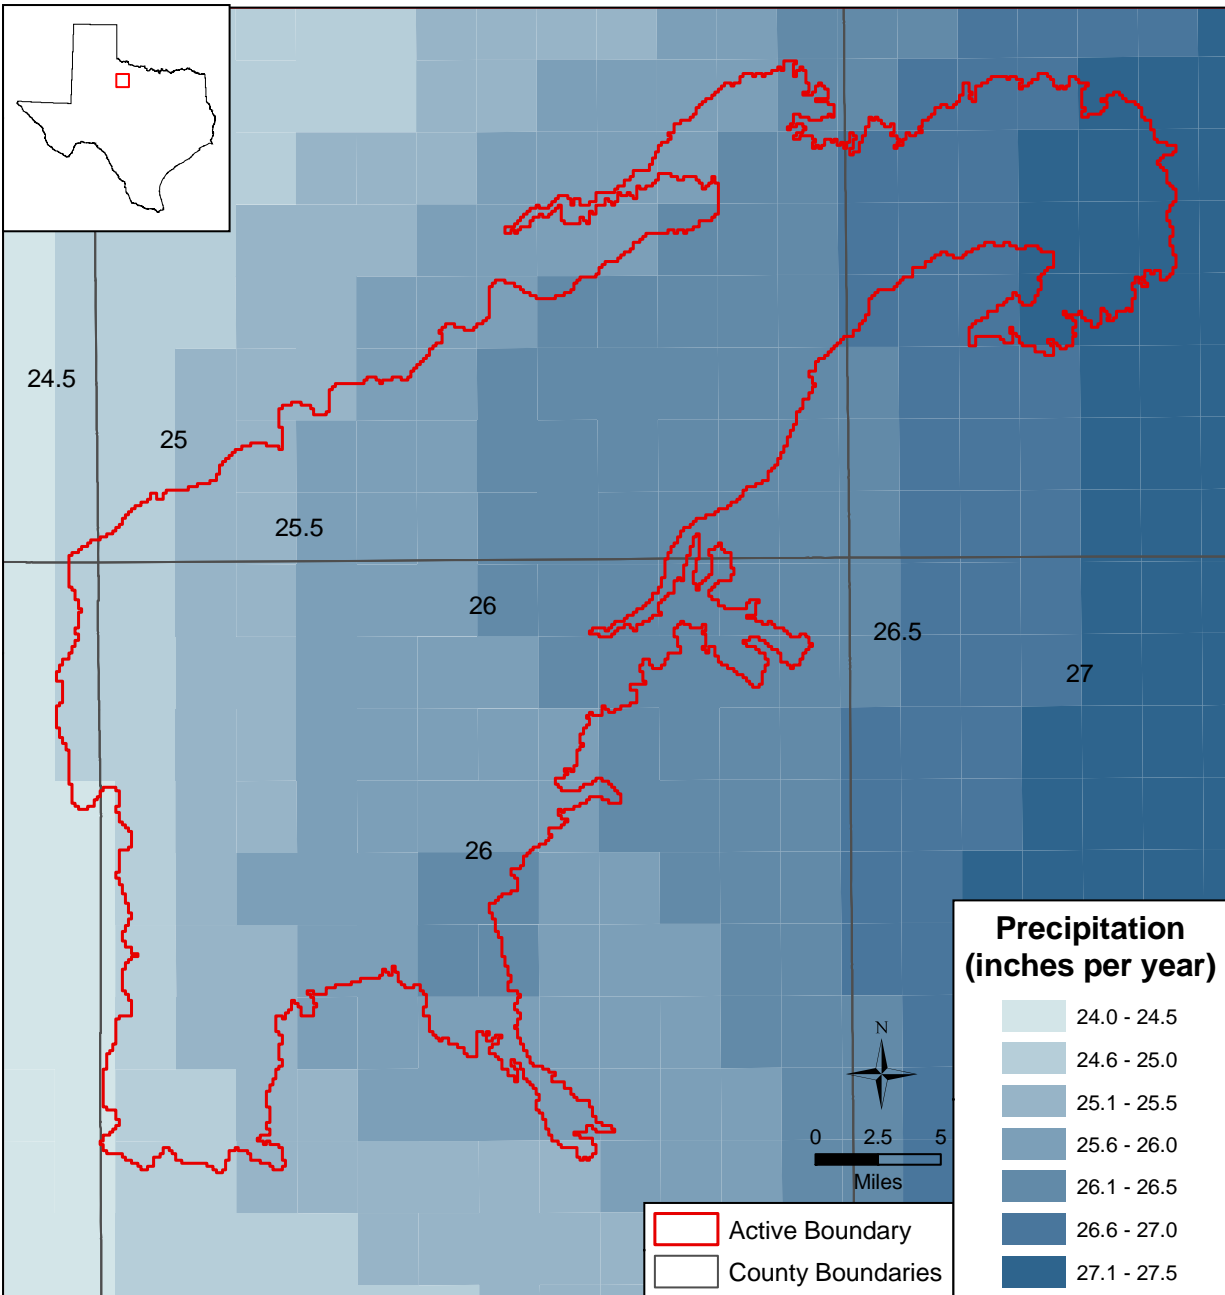 24.5
25
25.5
26
26.5
27
26
N
0 2.5 5
Miles
Active Boundary
County Boundaries
Precipitation
(inches per year)
24.0 - 24.5
24.6 - 25.0
25.1 - 25.5
25.6 - 26.0
26.1 - 26.5
26.6 - 27.0
27.1 - 27.5